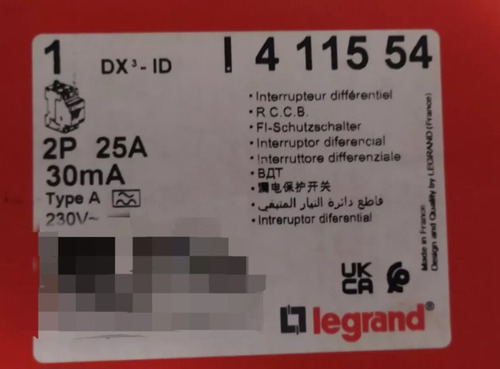 1 DX³-ID ! 4 115 54
2P 25A
30mA
Type A
230V~
• Interrupteur différentiel
• R.C.C.B.
• FI-Schutzschalter
• Interruptor diferencial
• Interruttore differenziale
• ВДТ
• 漏电保护开关
• قاطع دائرة التيار المتبقي
• Intreruptor diferential
Made in France
Design and Quality by LEGRAND (France)
UK
CA
legrand®